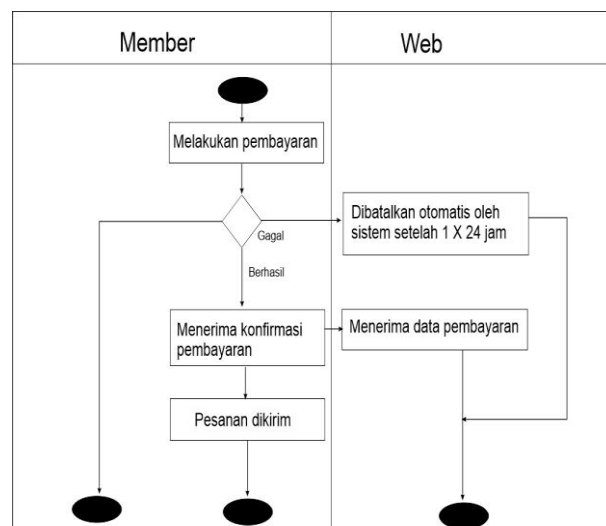 Member
Web
Melakukan pembayaran
Dibatalkan otomatis oleh
sistem setelah 1 X 24 jam
Gagal
Berhasil
Menerima konfirmasi
pembayaran
Menerima data pembayaran
Pesanan dikirim